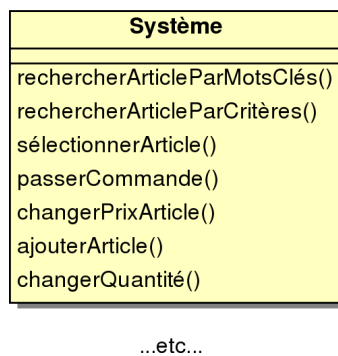 Système
rechercherArticleParMotsClés()
rechercherArticleParCritères()
sélectionnerArticle()
passerCommande()
changerPrixArticle()
ajouterArticle()
changerQuantité()
...etc...